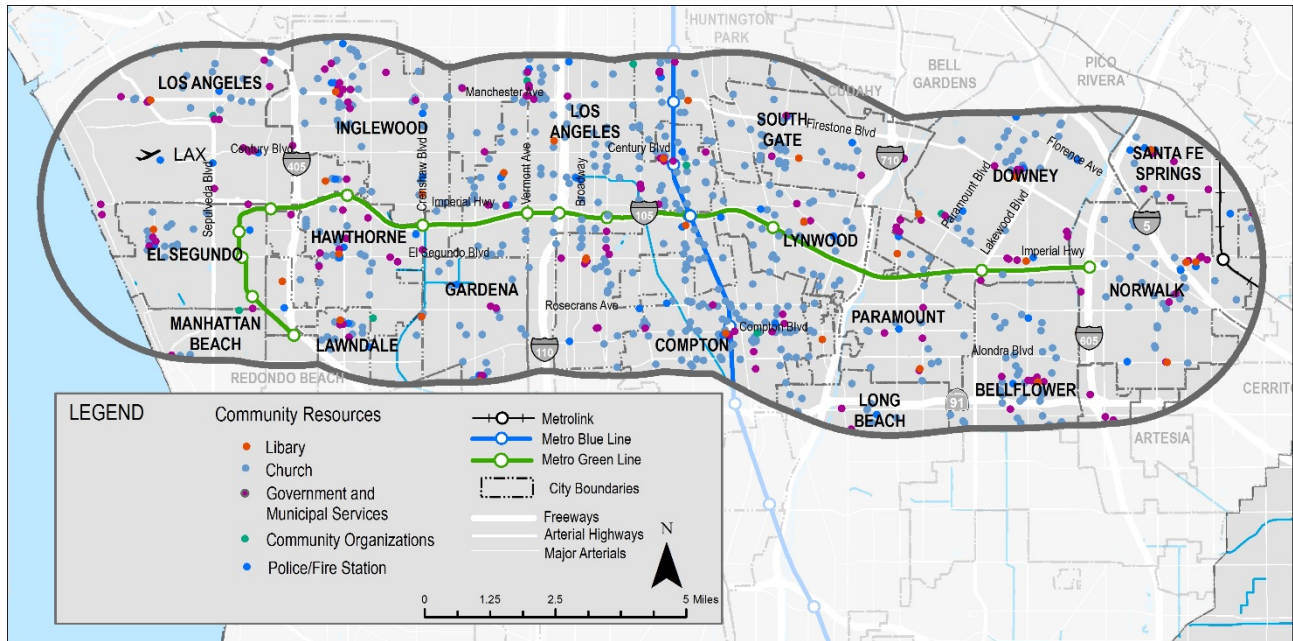 HUNTINGTON
PARK
BELL
GARDENS
PICO
RIVERA
CUDAHY
LOS ANGELES
Manchester Ave
LOS
ANGELES
SOUTH
GATE
Firestone Blvd
INGLEWOOD
Florence Ave
SANTA FE
SPRINGS
LAX
Century Blvd
405
Century Blvd
710
DOWNEY
Sepulveda Blvd
Crenshaw Blvd
Vermont Ave
Broadway
Paramount Blvd
Lakewood Blvd
Imperial Hwy
105
5
EL SEGUNDO
HAWTHORNE
El Segundo Blvd
LYNWOOD
Imperial Hwy
GARDENA
NORWALK
Rosecrans Ave
MANHATTAN
BEACH
LAWNDALE
110
COMPTON
Compton Blvd
PARAMOUNT
605
Alondra Blvd
REDONDO BEACH
BELLFLOWER
LONG
BEACH
91
CERRITO
ARTESIA
LEGEND
Community Resources
Libary
Church
Government and
Municipal Services
Community Organizations
Police/Fire Station
Metrolink
Metro Blue Line
Metro Green Line
City Boundaries
Freeways
Arterial Highways
Major Arterials
N
0 1.25 2.5 5 Miles